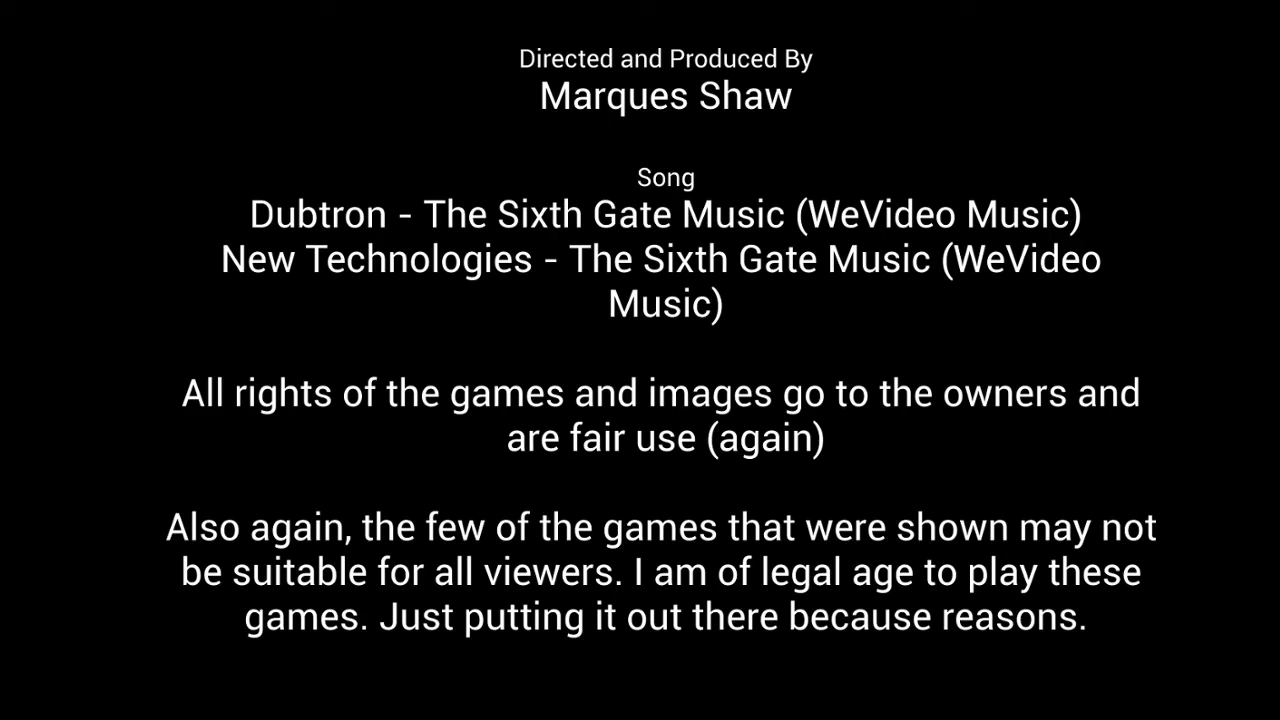 Directed and Produced By
Marques Shaw
Song
Dubtron - The Sixth Gate Music (WeVideo Music)
New Technologies - The Sixth Gate Music (WeVideo
Music)
All rights of the games and images go to the owners and
are fair use (again)
Also again, the few of the games that were shown may not
be suitable for all viewers. I am of legal age to play these
games. Just putting it out there because reasons.